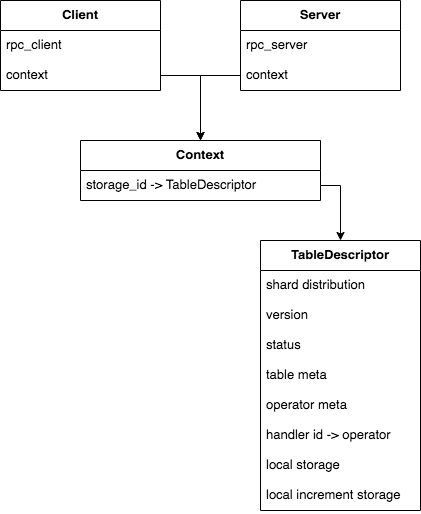 Client
rpc_client
context
Server
rpc_server
context
Context
storage_id -> TableDescriptor
TableDescriptor
shard distribution
version
status
table meta
operator meta
handler id -> operator
local storage
local increment storage